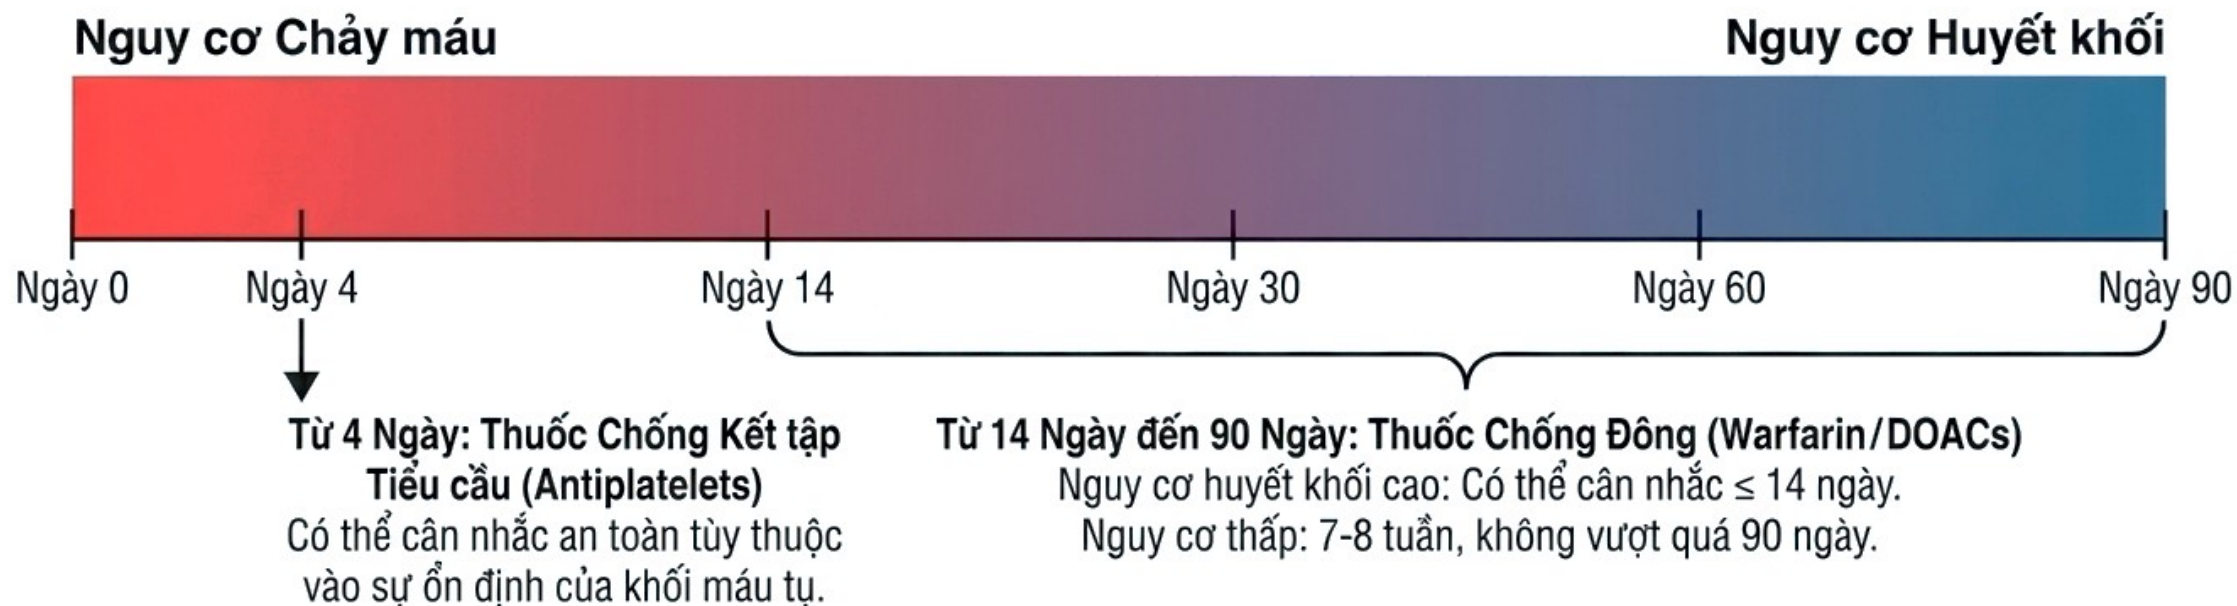 Nguy cơ Chảy máu
Nguy cơ Huyết khối
Ngày 0
Ngày 4
Ngày 14
Ngày 30
Ngày 60
Ngày 90
Từ 4 Ngày: Thuốc Chống Kết tập
Tiểu cầu (Antiplatelets)
Có thể cân nhắc an toàn tùy thuộc
vào sự ổn định của khối máu tụ.
Từ 14 Ngày đến 90 Ngày: Thuốc Chống Đông (Warfarin/DOACs)
Nguy cơ huyết khối cao: Có thể cân nhắc ≤ 14 ngày.
Nguy cơ thấp: 7-8 tuần, không vượt quá 90 ngày.